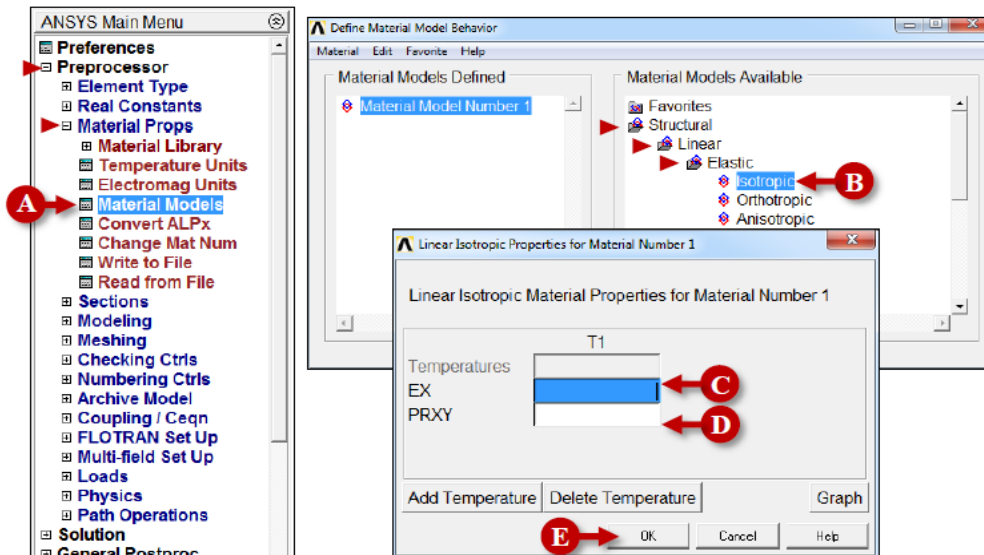 ANSYS Main Menu
Preferences
Preprocessor
Element Type
Real Constants
Material Props
Material Library
Temperature Units
Electromag Units
A
Material Models
Convert ALPx
Change Mat Num
Write to File
Read from File
Sections
Modeling
Meshing
Checking Ctrls
Numbering Ctrls
Archive Model
Coupling / Ceqn
FLOTRAN Set Up
Multi-field Set Up
Loads
Physics
Path Operations
Solution
General Postproc
Define Material Model Behavior
Material Edit Favorite Help
Material Models Defined
Material Model Number 1
Material Models Available
Favorites
Structural
Linear
Elastic
Isotropic
B
Orthotropic
Anisotropic
Linear Isotropic Properties for Material Number 1
Linear Isotropic Material Properties for Material Number 1
T1
Temperatures
EX
C
PRXY
D
Add Temperature Delete Temperature Graph
E
OK Cancel Help